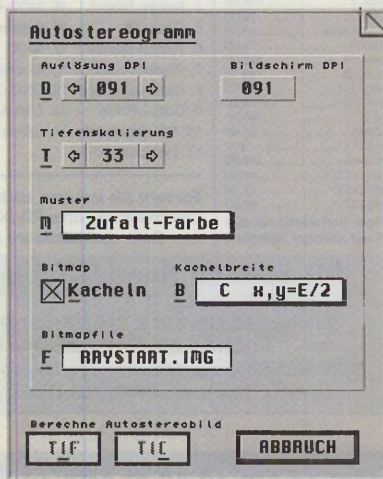 Autostereogramm
Auflösung DPI Bildschirm DPI
D 091 091
Tiefenskalierung
T 33
Muster
M Zufall-Farbe
Bitmap Kachelbreite
Kacheln B C x,y=E/2
Bitmapfile
F RAYSTART.IMG
Berechne Autostereobild
TIF TIC ABBRUCH